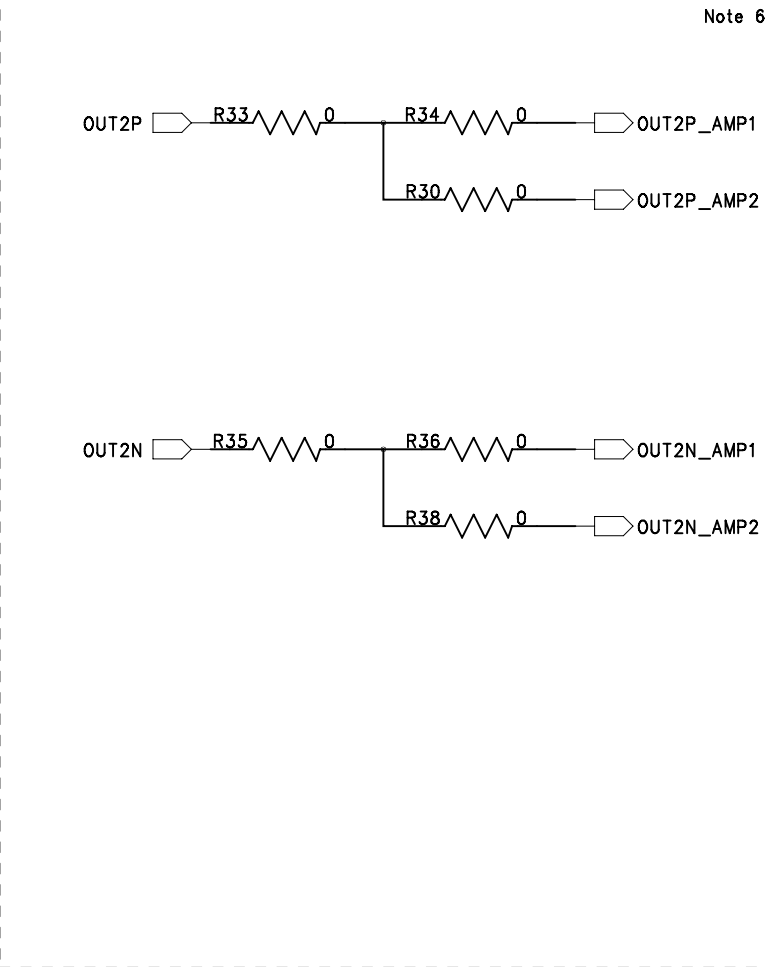 Note 6
OUT2P R33 0 R34 0 OUT2P_AMP1
R30 0 OUT2P_AMP2
OUT2N R35 0 R36 0 OUT2N_AMP1
R38 0 OUT2N_AMP2